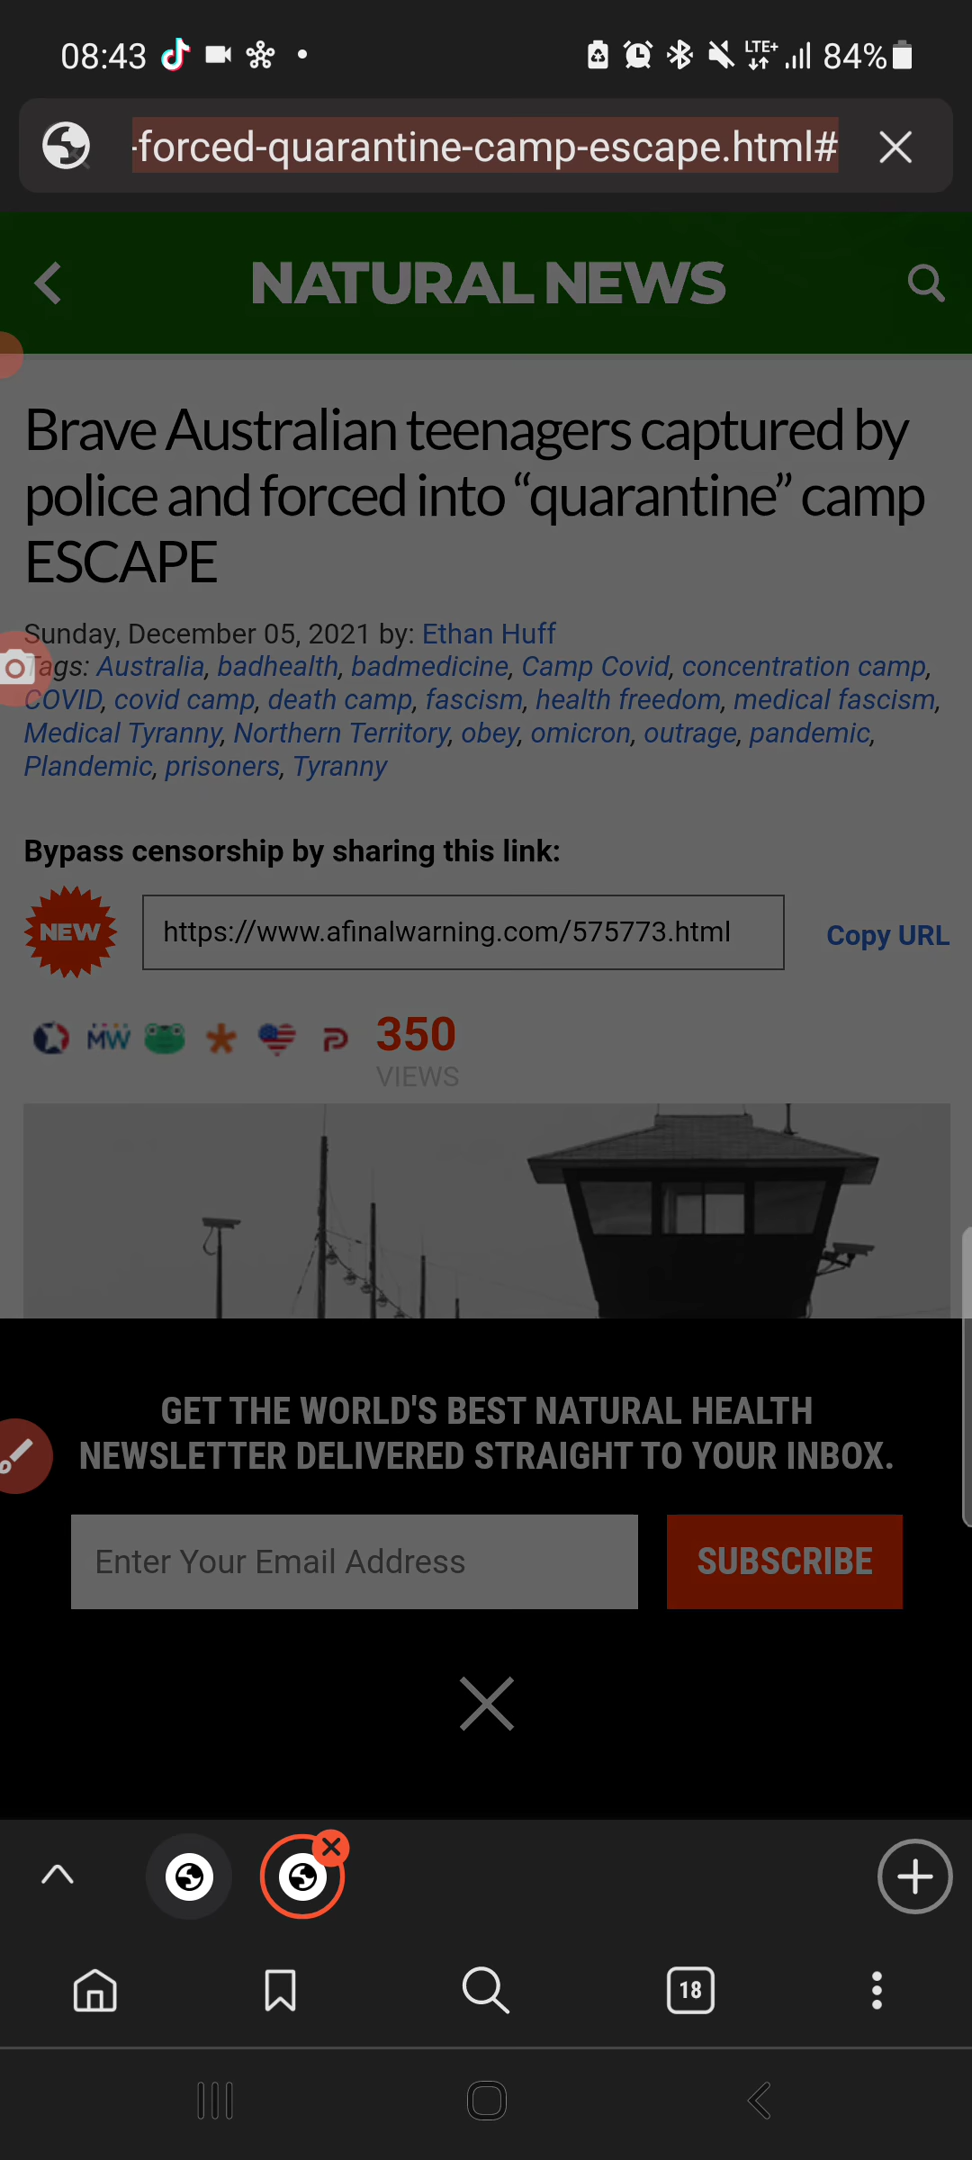 08:43
LTE+
84%
-forced-quarantine-camp-escape.html#
NATURAL NEWS
Brave Australian teenagers captured by
police and forced into “quarantine” camp
ESCAPE
Sunday, December 05, 2021 by: Ethan Huff
Tags: Australia, badhealth, badmedicine, Camp Covid, concentration camp,
COVID, covid camp, death camp, fascism, health freedom, medical fascism,
Medical Tyranny, Northern Territory, obey, omicron, outrage, pandemic,
Plandemic, prisoners, Tyranny
Bypass censorship by sharing this link:
NEW
https://www.afinalwarning.com/575773.html
Copy URL
MW
350
VIEWS
GET THE WORLD'S BEST NATURAL HEALTH
NEWSLETTER DELIVERED STRAIGHT TO YOUR INBOX.
Enter Your Email Address
SUBSCRIBE
18